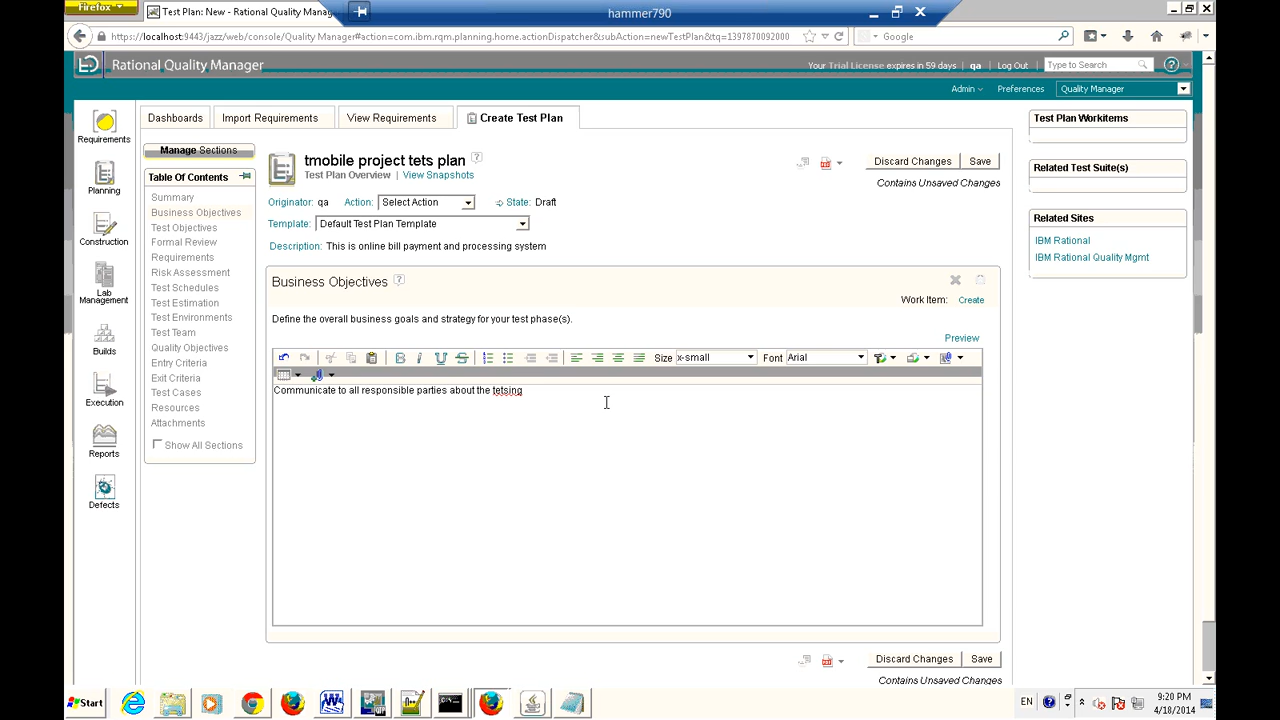 Firefox
Test Plan: New - Rational Quality Manag
hammer790
https://localhost:9443/jazz/web/console/Quality Manager#action=com.ibm.rqm.planning.home.actionDispatcher&subAction=newTestPlan&tq=1397870092000
Google
Rational Quality Manager
Your Trial License expires in 59 days
qa
Log Out
Type to Search
Admin
Preferences
Quality Manager
Dashboards
Import Requirements
View Requirements
Create Test Plan
Requirements
Planning
Construction
Lab
Management
Builds
Execution
Reports
Defects
Manage Sections
Table Of Contents
Summary
Business Objectives
Test Objectives
Formal Review
Requirements
Risk Assessment
Test Schedules
Test Estimation
Test Environments
Test Team
Quality Objectives
Entry Criteria
Exit Criteria
Test Cases
Resources
Attachments
Show All Sections
tmobile project tets plan
Test Plan Overview
View Snapshots
Discard Changes
Save
Contains Unsaved Changes
Originator: qa
Action: Select Action
State: Draft
Template: Default Test Plan Template
Description: This is online bill payment and processing system
Business Objectives
Work Item: Create
Define the overall business goals and strategy for your test phase(s).
Preview
Size x-small
Font Arial
Communicate to all responsible parties about the tetsing
Discard Changes
Save
Contains Unsaved Changes
Test Plan Workitems
Related Test Suite(s)
Related Sites
IBM Rational
IBM Rational Quality Mgmt
Start
EN
9:20 PM
4/18/2014